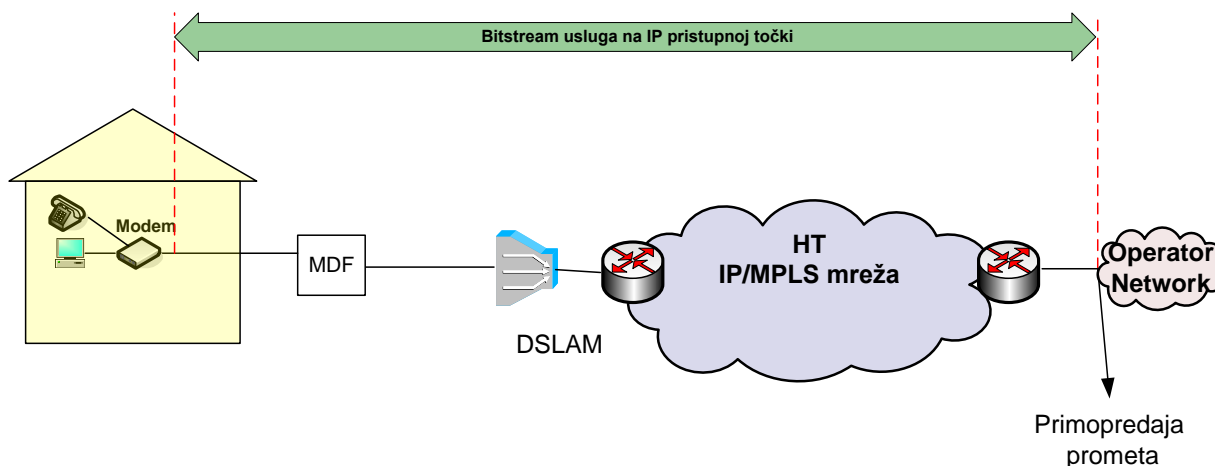 Bitstream usluga na IP pristupnoj točki
Modem
MDF
DSLAM
HT
IP/MPLS mreža
Operator
Network
Primopredaja
prometa